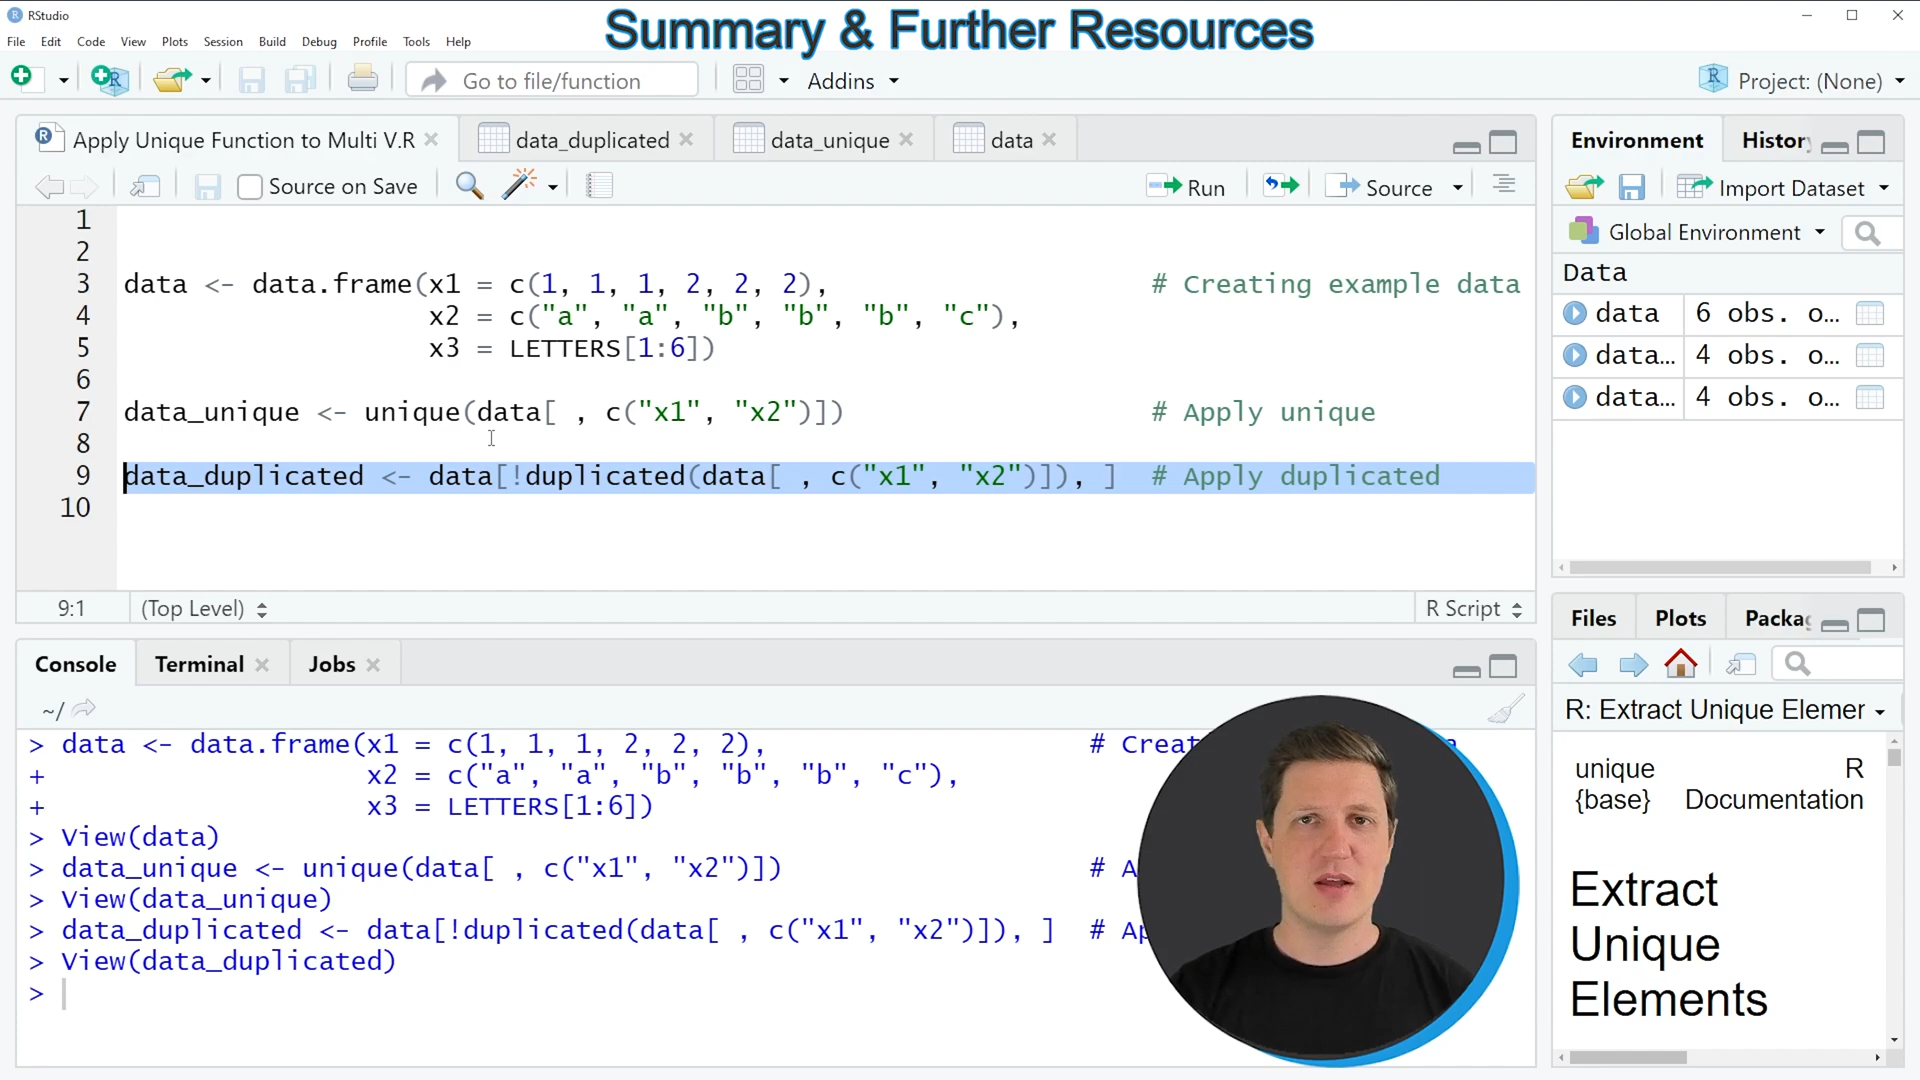 RStudio
Summary & Further Resources
File Edit Code View Plots Session Build Debug Profile Tools Help
Go to file/function Addins Project: (None)
Apply Unique Function to Multi V.R data_duplicated data_unique data
Source on Save Run Source
1
2
3 data <- data.frame(x1 = c(1, 1, 1, 2, 2, 2), # Creating example data
4 x2 = c("a", "a", "b", "b", "b", "c"),
5 x3 = LETTERS[1:6])
6
7 data_unique <- unique(data[ , c("x1", "x2")]) # Apply unique
8
9 data_duplicated <- data[!duplicated(data[ , c("x1", "x2")]), ] # Apply duplicated
10
9:1 (Top Level) R Script
Console Terminal Jobs
~/
> data <- data.frame(x1 = c(1, 1, 1, 2, 2, 2), # Creat
+ x2 = c("a", "a", "b", "b", "b", "c"),
+ x3 = LETTERS[1:6])
> View(data)
> data_unique <- unique(data[ , c("x1", "x2")]) # A
> View(data_unique)
> data_duplicated <- data[!duplicated(data[ , c("x1", "x2")]), ] # Ap
> View(data_duplicated)
>
Environment Histor
Import Dataset
Global Environment
Data
data 6 obs. o...
data... 4 obs. o...
data... 4 obs. o...
Files Plots Packa
R: Extract Unique Elemer
unique R
{base} Documentation
Extract
Unique
Elements